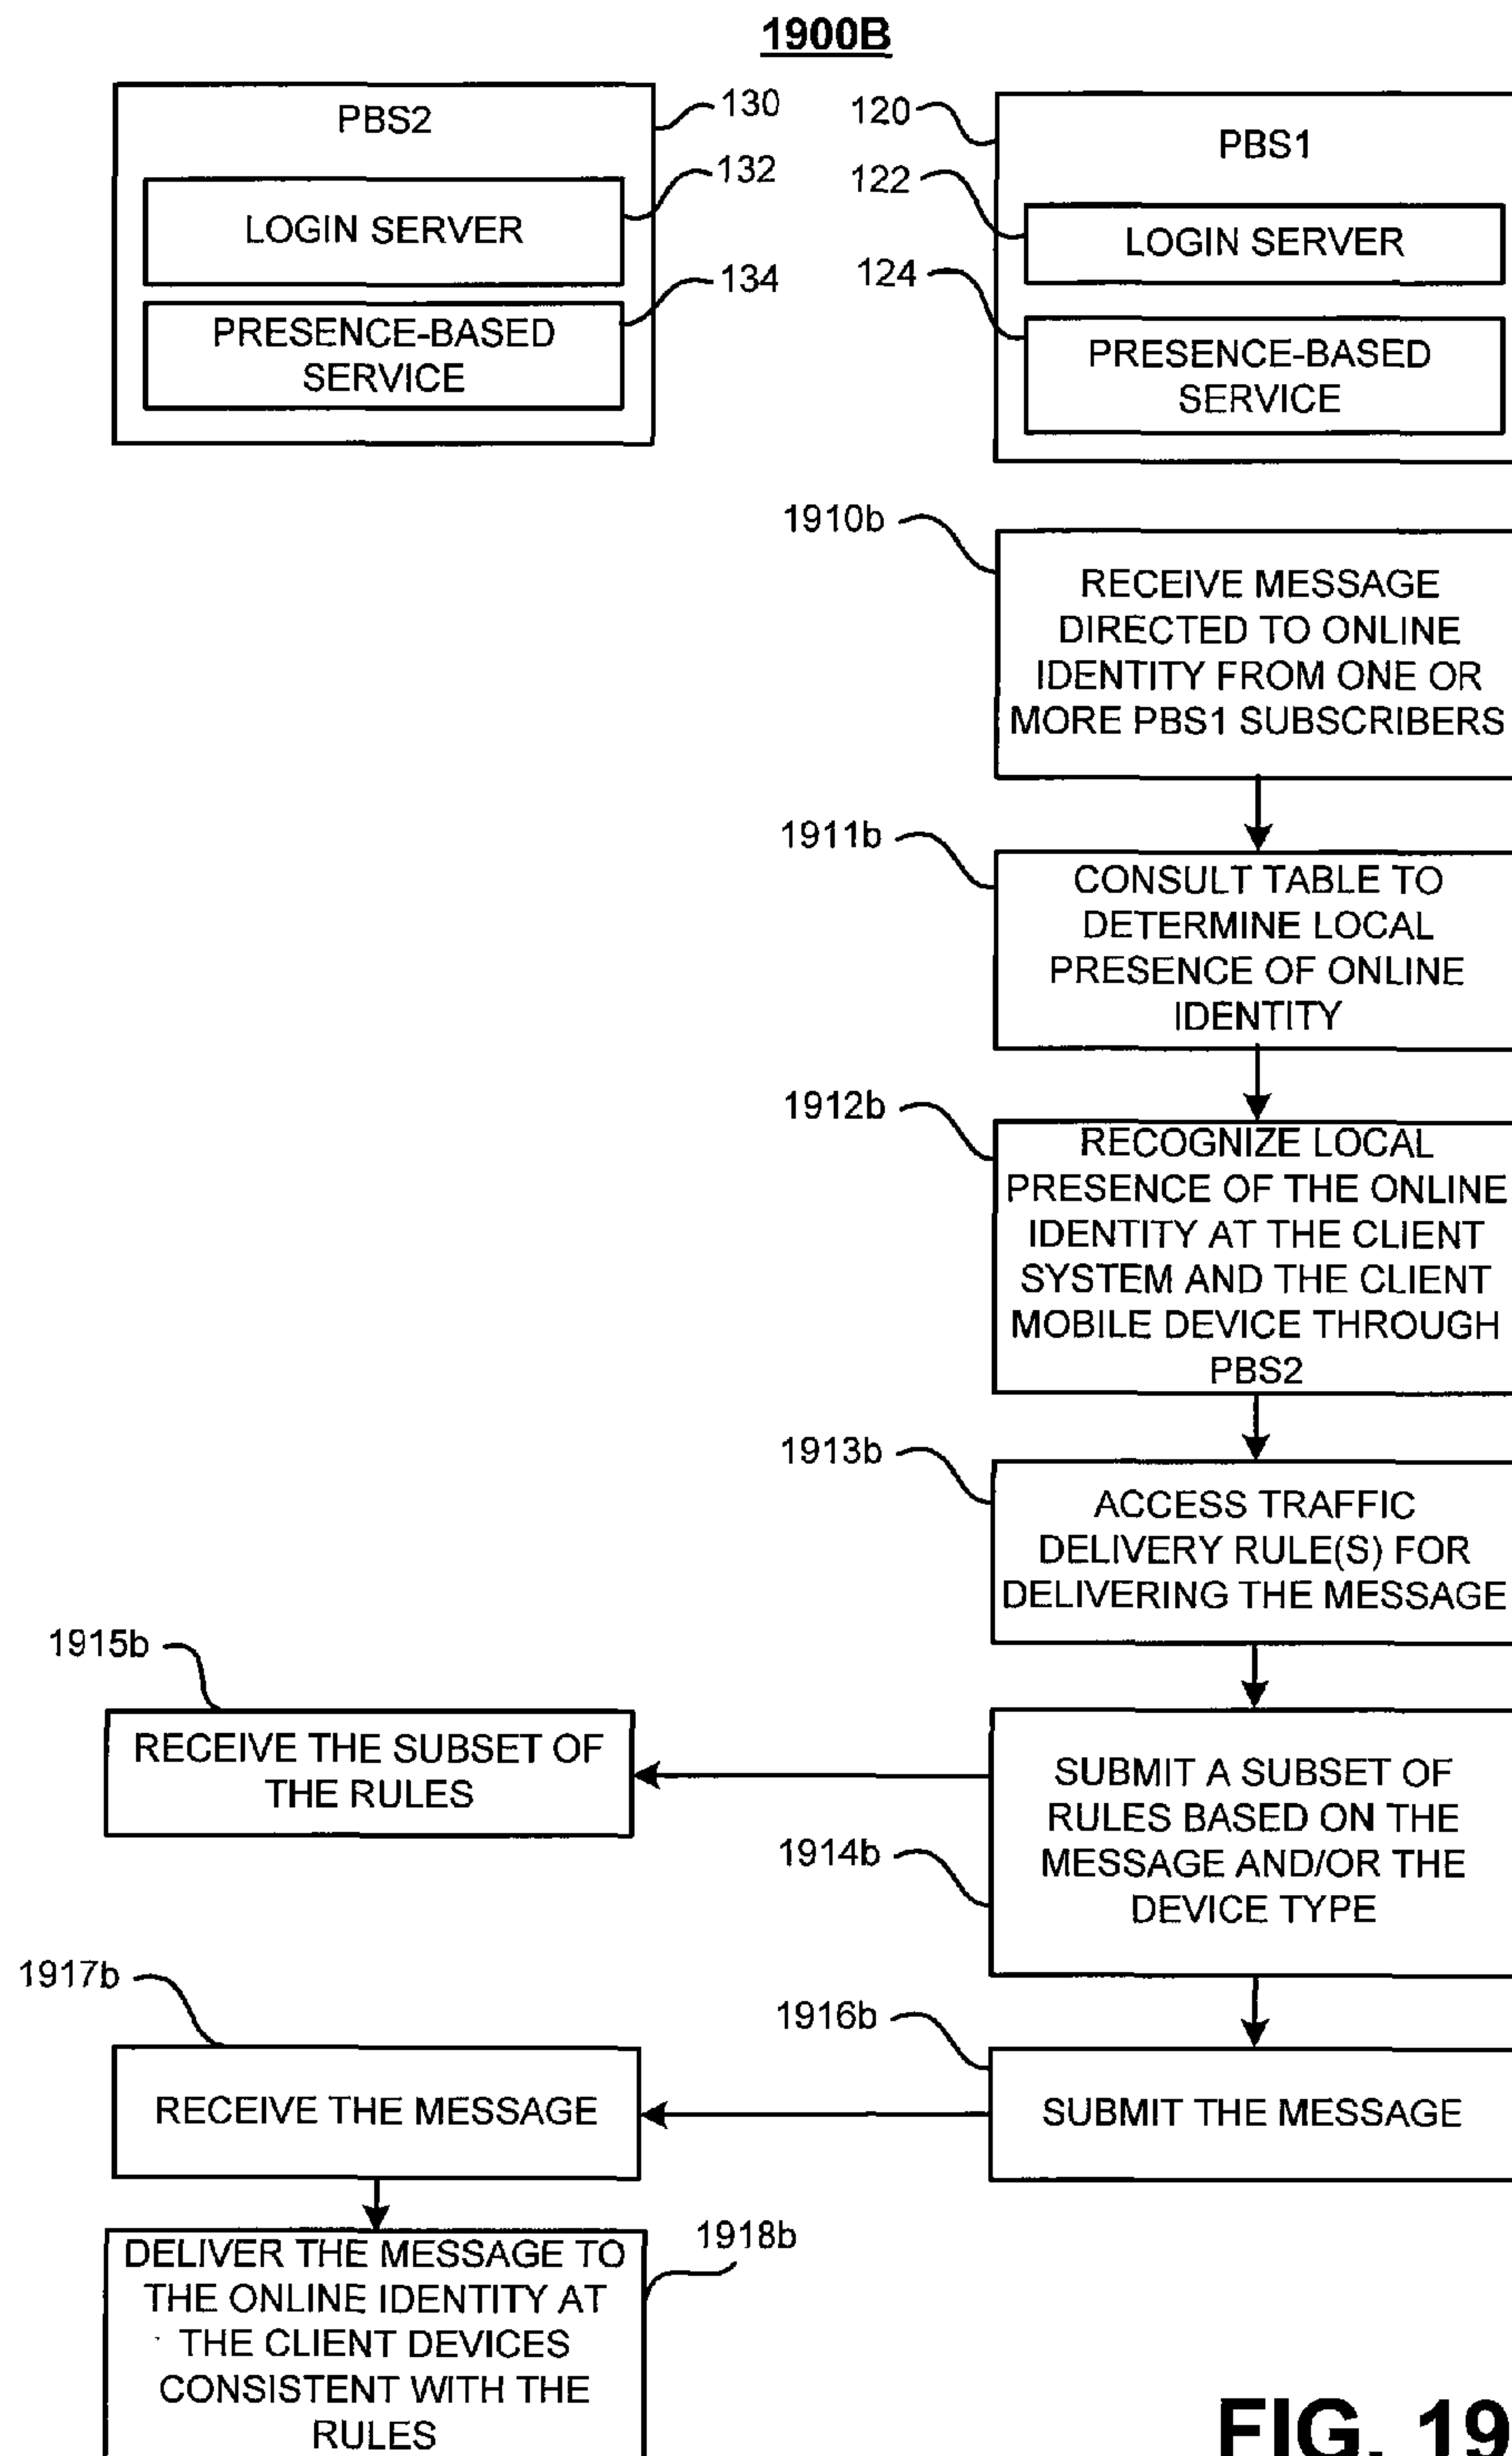 1900B
PBS2
130
LOGIN SERVER
132
PRESENCE-BASED
SERVICE
134
120
PBS1
122
LOGIN SERVER
124
PRESENCE-BASED
SERVICE
1910b
RECEIVE MESSAGE
DIRECTED TO ONLINE
IDENTITY FROM ONE OR
MORE PBS1 SUBSCRIBERS
1911b
CONSULT TABLE TO
DETERMINE LOCAL
PRESENCE OF ONLINE
IDENTITY
1912b
RECOGNIZE LOCAL
PRESENCE OF THE ONLINE
IDENTITY AT THE CLIENT
SYSTEM AND THE CLIENT
MOBILE DEVICE THROUGH
PBS2
1913b
ACCESS TRAFFIC
DELIVERY RULE(S) FOR
DELIVERING THE MESSAGE
1915b
RECEIVE THE SUBSET OF
THE RULES
1914b
SUBMIT A SUBSET OF
RULES BASED ON THE
MESSAGE AND/OR THE
DEVICE TYPE
1917b
RECEIVE THE MESSAGE
1916b
SUBMIT THE MESSAGE
1918b
DELIVER THE MESSAGE TO
THE ONLINE IDENTITY AT
THE CLIENT DEVICES
CONSISTENT WITH THE
RULES
FIG. 19